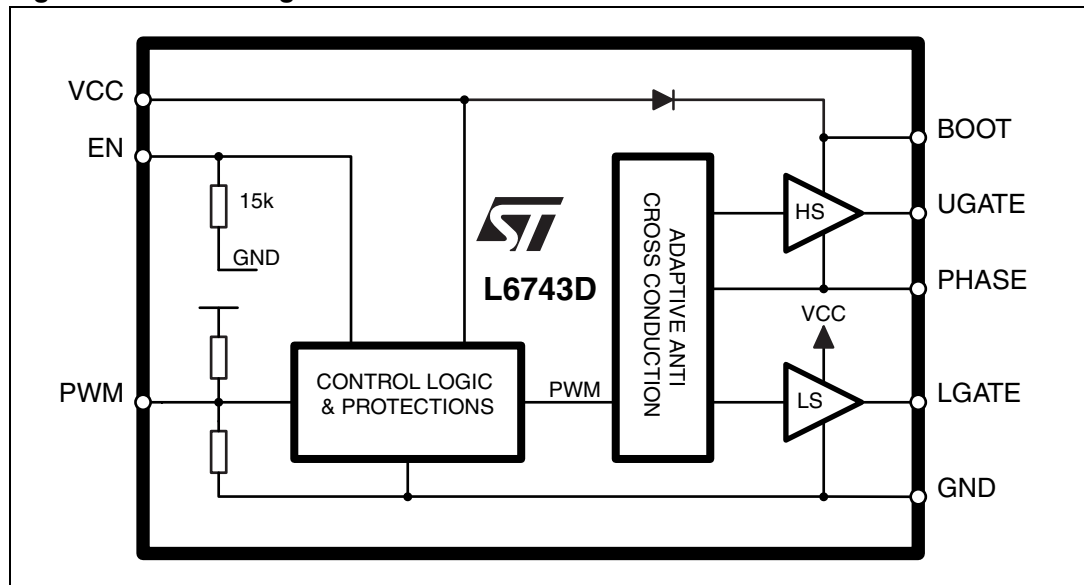 VCC
EN
15k
GND
PWM
CONTROL LOGIC
& PROTECTIONS
ST
L6743D
PWM
ADAPTIVE ANTI
CROSS CONDUCTION
HS
VCC
LS
BOOT
UGATE
PHASE
LGATE
GND